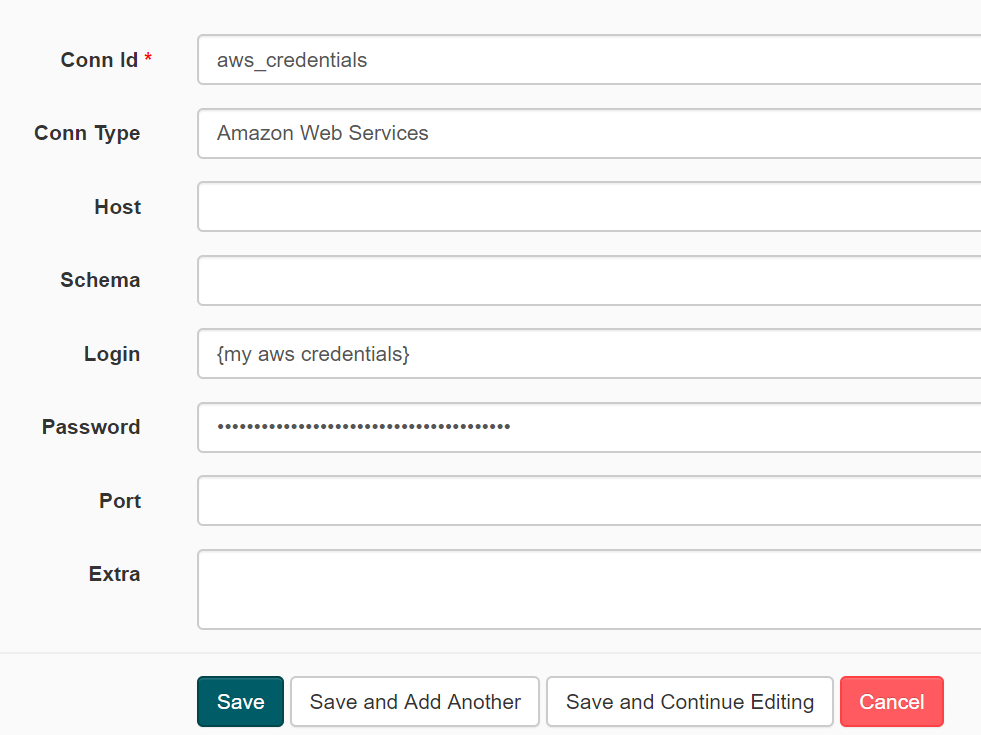 Conn Id * aws_credentials
Conn Type Amazon Web Services
Host
Schema
Login {my aws credentials}
Password ••••••••••••••••••••••••••••••••••••••••
Port
Extra
Save Save and Add Another Save and Continue Editing Cancel